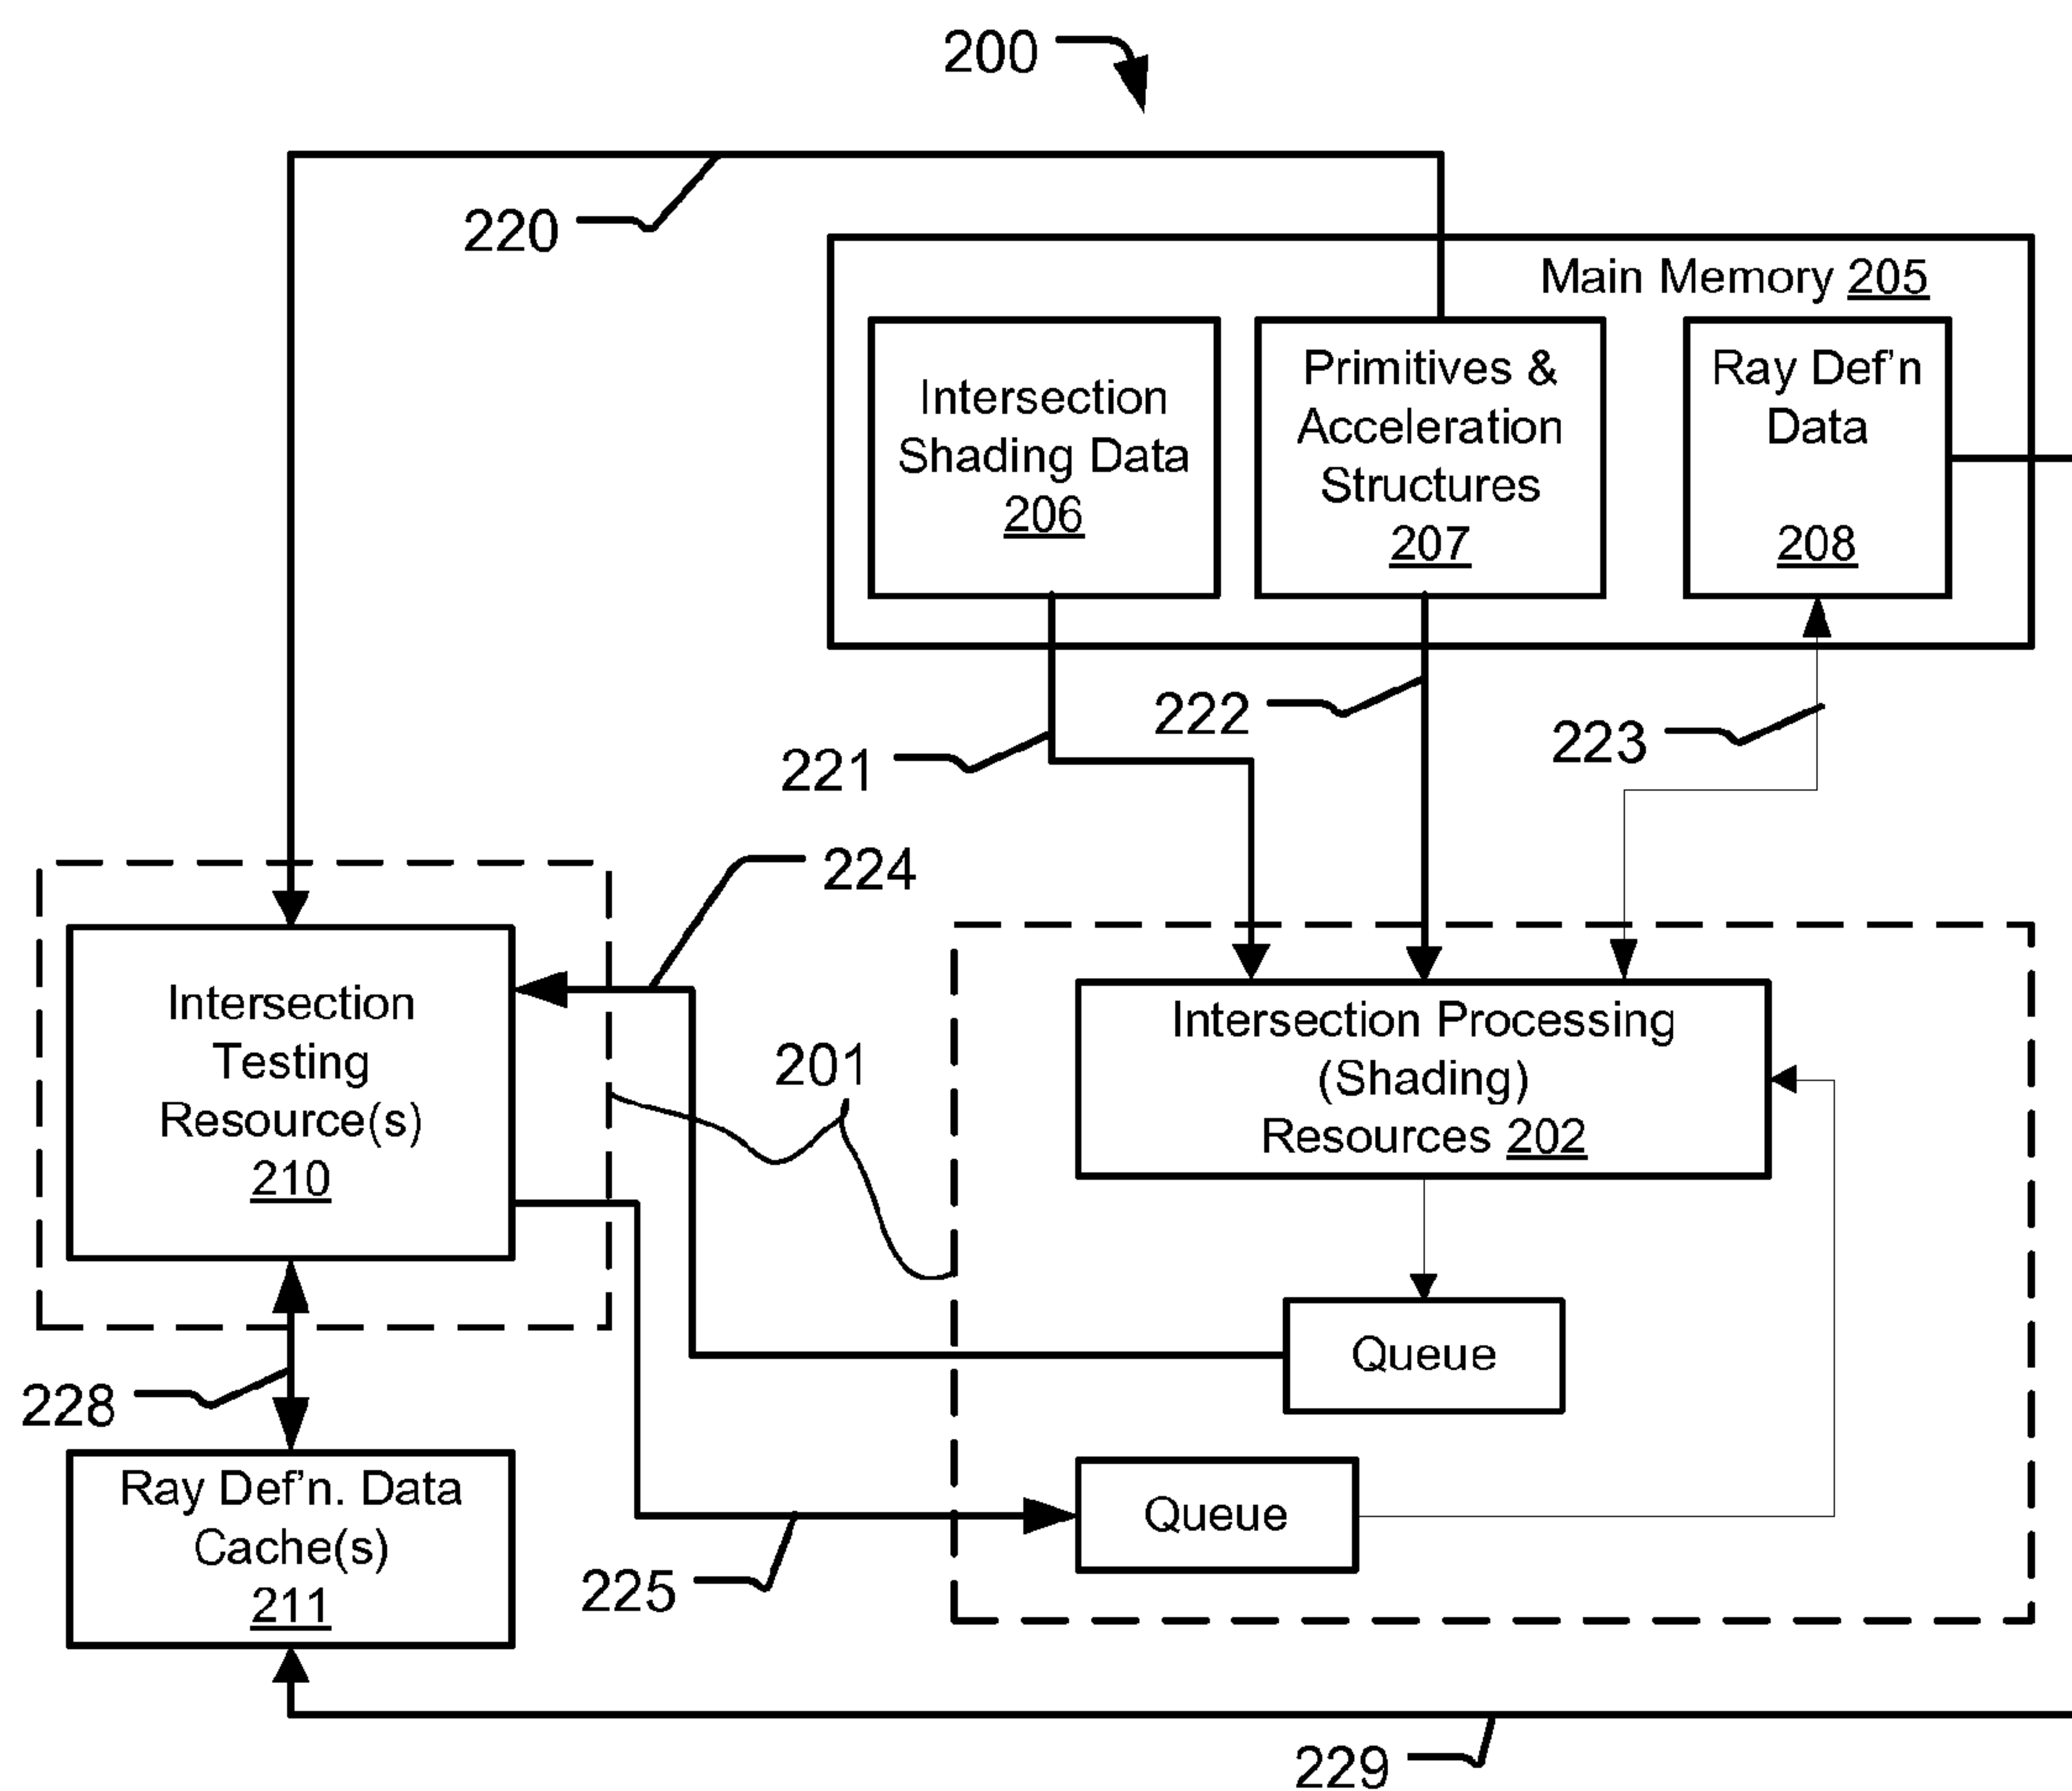 200
220
Main Memory 205
Intersection
Shading Data
206
Primitives &
Acceleration
Structures
207
Ray Def'n
Data
208
221
222
223
224
201
Intersection
Testing
Resource(s)
210
Intersection Processing
(Shading)
Resources 202
Queue
Queue
228
Ray Def'n. Data
Cache(s)
211
225
229